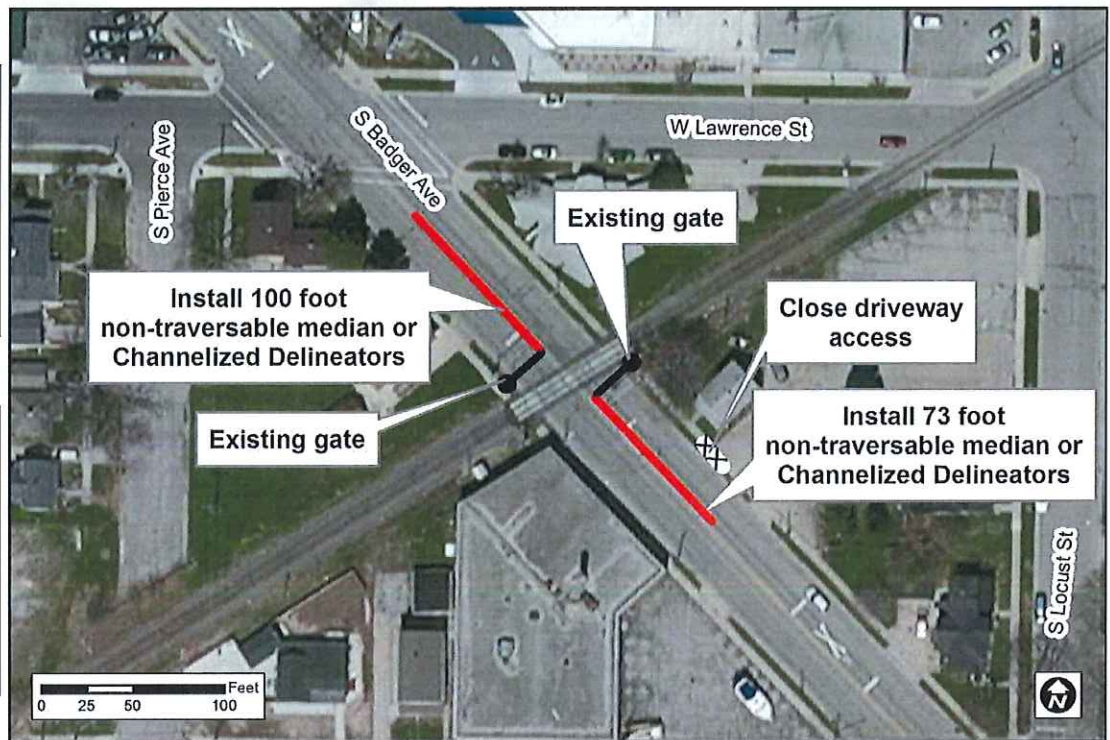 W Lawrence St
S Badger Ave
S Pierce Ave
Existing gate
Install 100 foot
non-traversable median or
Channelized Delineators
Close driveway
access
Existing gate
Install 73 foot
non-traversable median or
Channelized Delineators
S Locust St
Feet
0 25 50 100
N